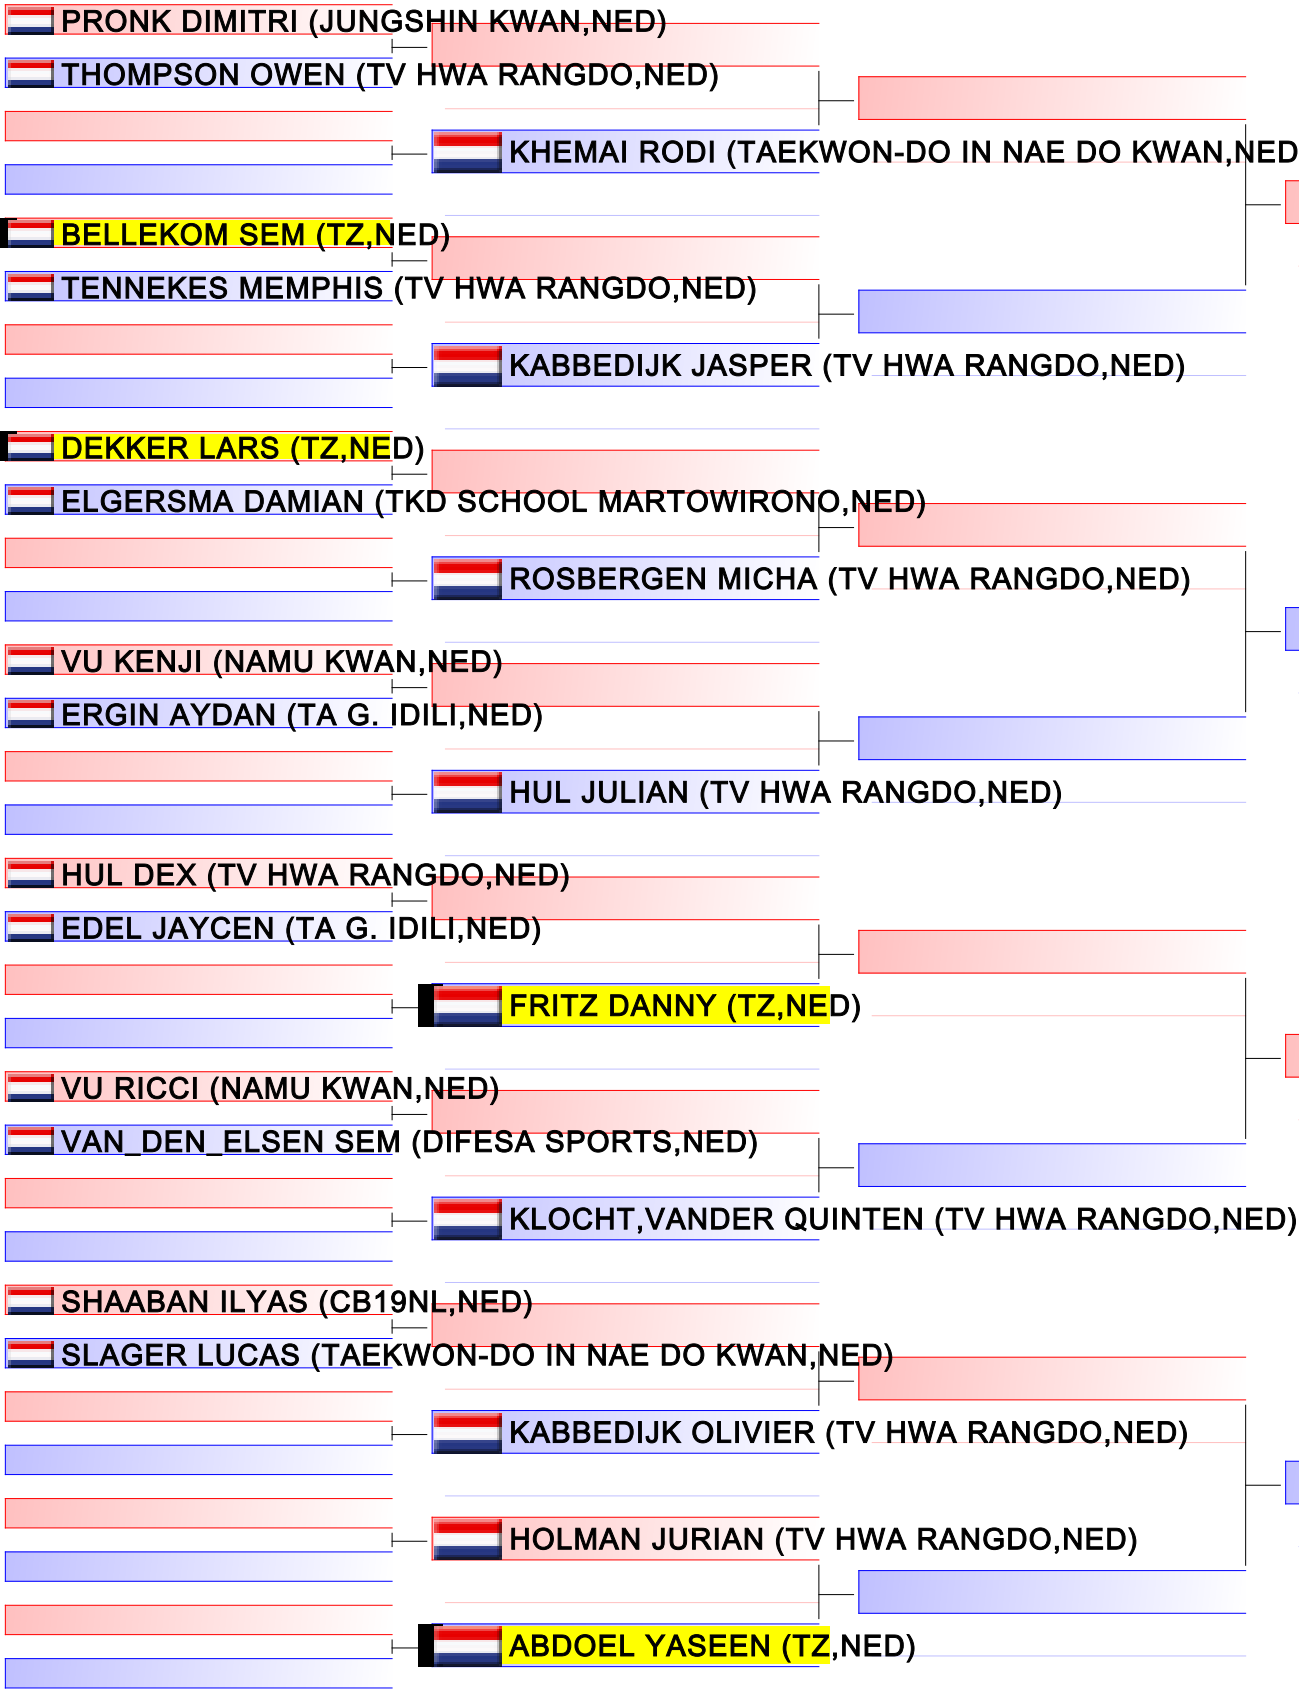 PRONK DIMITRI (JUNGSHIN KWAN,NED)
THOMPSON OWEN (TV HWA RANGDO,NED)
KHEMAI RODI (TAEKWON-DO IN NAE DO KWAN,NED
BELLEKOM SEM (TZ,NED)
TENNEKES MEMPHIS (TV HWA RANGDO,NED)
KABBEDIJK JASPER (TV HWA RANGDO,NED)
DEKKER LARS (TZ,NED)
ELGERSMA DAMIAN (TKD SCHOOL MARTOWIRONO,NED)
ROSBERGEN MICHA (TV HWA RANGDO,NED)
VU KENJI (NAMU KWAN,NED)
ERGIN AYDAN (TA G. IDILI,NED)
HUL JULIAN (TV HWA RANGDO,NED)
HUL DEX (TV HWA RANGDO,NED)
EDEL JAYCEN (TA G. IDILI,NED)
FRITZ DANNY (TZ,NED)
VU RICCI (NAMU KWAN,NED)
VAN_DEN_ELSEN SEM (DIFESA SPORTS,NED)
KLOCHT,VANDER QUINTEN (TV HWA RANGDO,NED)
SHAABAN ILYAS (CB19NL,NED)
SLAGER LUCAS (TAEKWON-DO IN NAE DO KWAN,NED)
KABBEDIJK OLIVIER (TV HWA RANGDO,NED)
HOLMAN JURIAN (TV HWA RANGDO,NED)
ABDOEL YASEEN (TZ,NED)